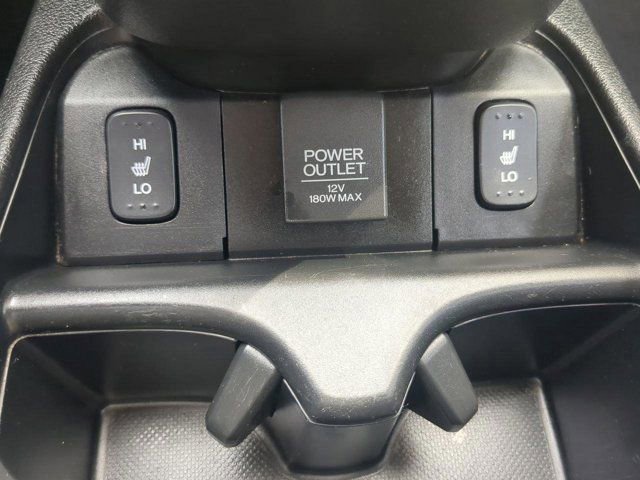 HI
LO
POWER
OUTLET
12V
180W MAX
HI
LO